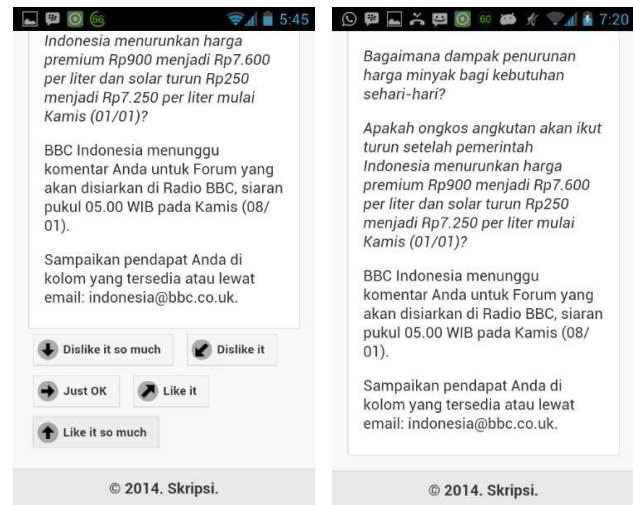 66
5:45
Indonesia menurunkan harga
premium Rp900 menjadi Rp7.600
per liter dan solar turun Rp250
menjadi Rp7.250 per liter mulai
Kamis (01/01)?
BBC Indonesia menunggu
komentar Anda untuk Forum yang
akan disiarkan di Radio BBC, siaran
pukul 05.00 WIB pada Kamis (08/
01).
Sampaikan pendapat Anda di
kolom yang tersedia atau lewat
email: indonesia@bbc.co.uk.
Dislike it so much
Dislike it
Just OK
Like it
Like it so much
© 2014. Skripsi.
60
7:20
Bagaimana dampak penurunan
harga minyak bagi kebutuhan
sehari-hari?
Apakah ongkos angkutan akan ikut
turun setelah pemerintah
Indonesia menurunkan harga
premium Rp900 menjadi Rp7.600
per liter dan solar turun Rp250
menjadi Rp7.250 per liter mulai
Kamis (01/01)?
BBC Indonesia menunggu
komentar Anda untuk Forum yang
akan disiarkan di Radio BBC, siaran
pukul 05.00 WIB pada Kamis (08/
01).
Sampaikan pendapat Anda di
kolom yang tersedia atau lewat
email: indonesia@bbc.co.uk.
© 2014. Skripsi.